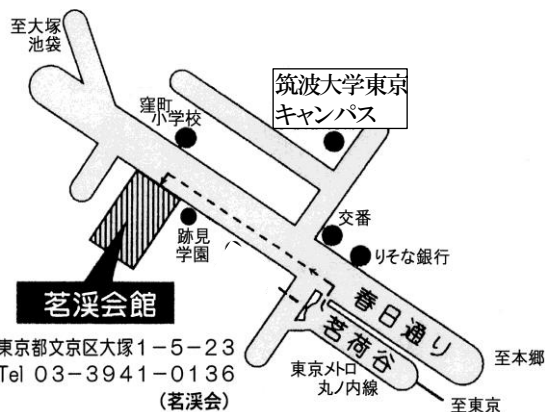 至大塚
池袋
窪町
小学校
筑波大学東京
キャンパス
交番
りそな銀行
跡見
学園
茗渓会館
春日通り
茗荷谷
東京都文京区大塚1-5-23
Tel 03-3941-0136
(茗渓会)
東京メトロ
丸ノ内線
至本郷
至東京